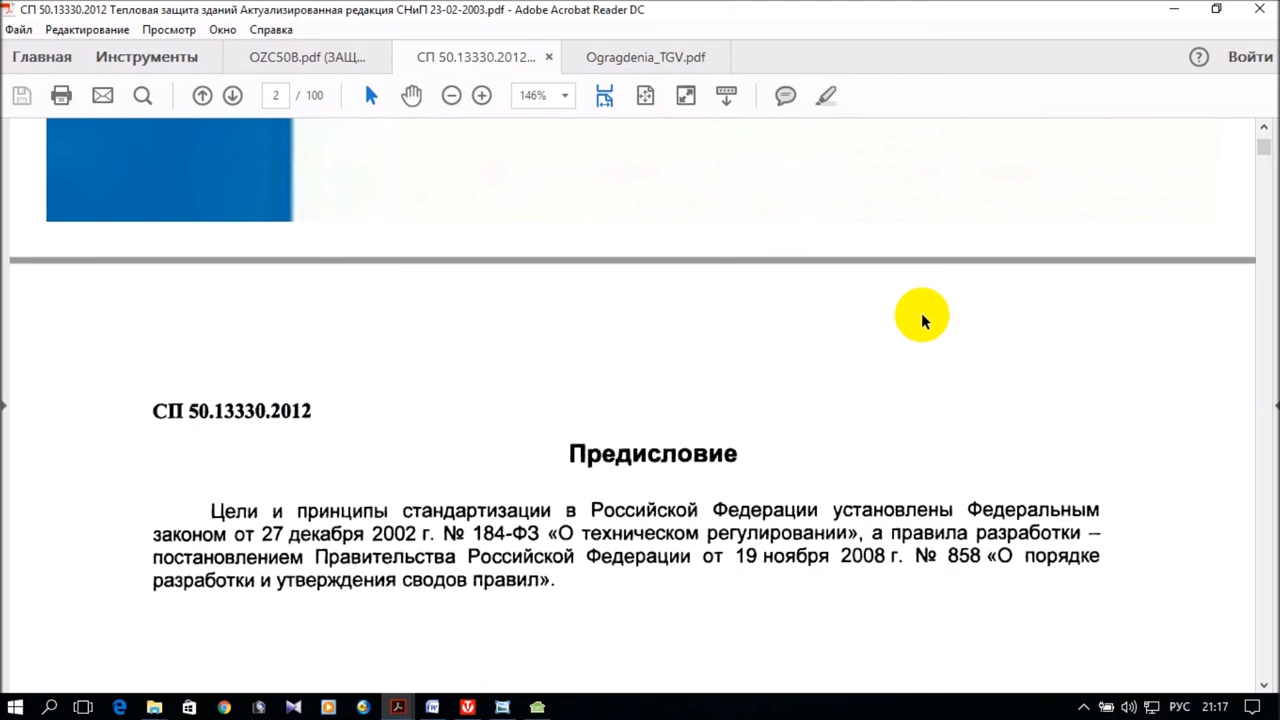 СП 50.13330.2012 Тепловая защита зданий Актуализированная редакция СНиП 23-02-2003.pdf - Adobe Acrobat Reader DC
Файл Редактирование Просмотр Окно Справка
Главная Инструменты OZC50B.pdf (ЗАЩ... СП 50.13330.2012... × Ogragdenia_TGV.pdf Войти
2 / 100 146%
СП 50.13330.2012
Предисловие
Цели и принципы стандартизации в Российской Федерации установлены Федеральным
законом от 27 декабря 2002 г. № 184-ФЗ «О техническом регулировании», а правила разработки –
постановлением Правительства Российской Федерации от 19 ноября 2008 г. № 858 «О порядке
разработки и утверждения сводов правил».
РУС 21:17